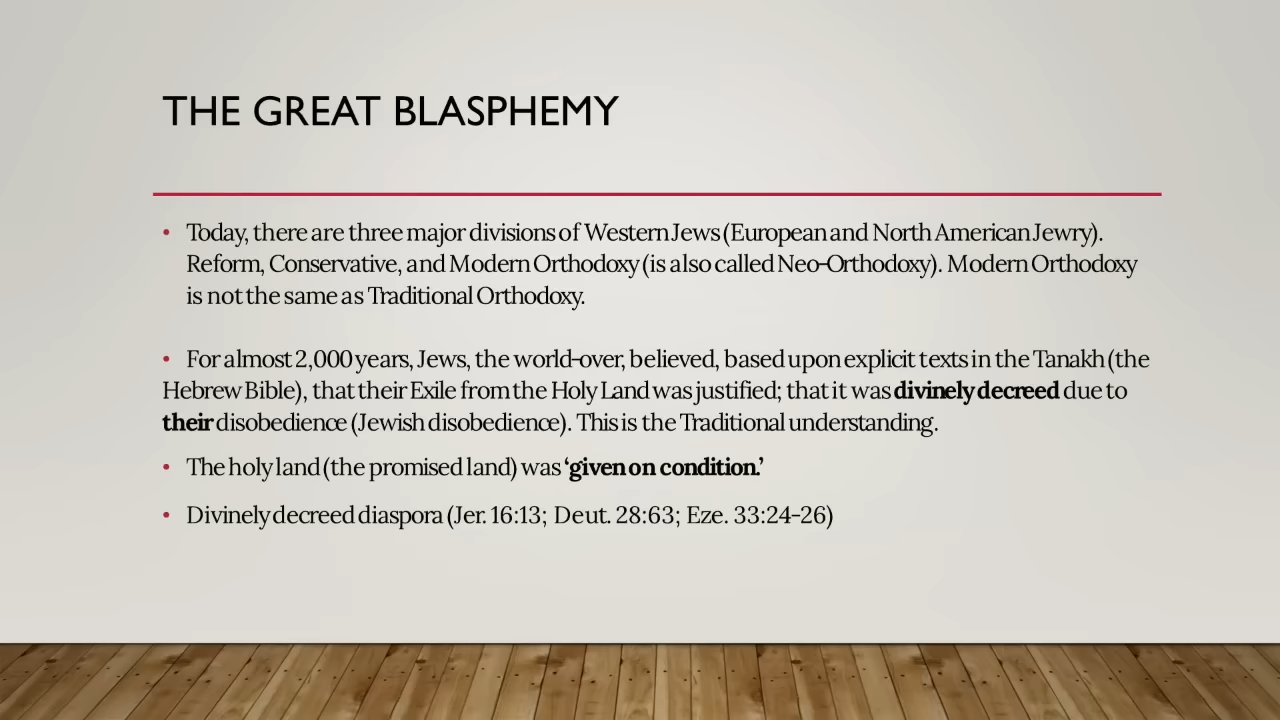 THE GREAT BLASPHEMY
• Today, there are three major divisions of Western Jews (European and North American Jewry).
Reform, Conservative, and Modern Orthodoxy (is also called Neo-Orthodoxy). Modern Orthodoxy
is not the same as Traditional Orthodoxy.
• For almost 2,000 years, Jews, the world-over, believed, based upon explicit texts in the Tanakh (the
Hebrew Bible), that their Exile from the Holy Land was justified; that it was divinely decreed due to
their disobedience (Jewish disobedience). This is the Traditional understanding.
• The holy land (the promised land) was ‘given on condition.’
• Divinely decreed diaspora (Jer. 16:13; Deut. 28:63; Eze. 33:24-26)